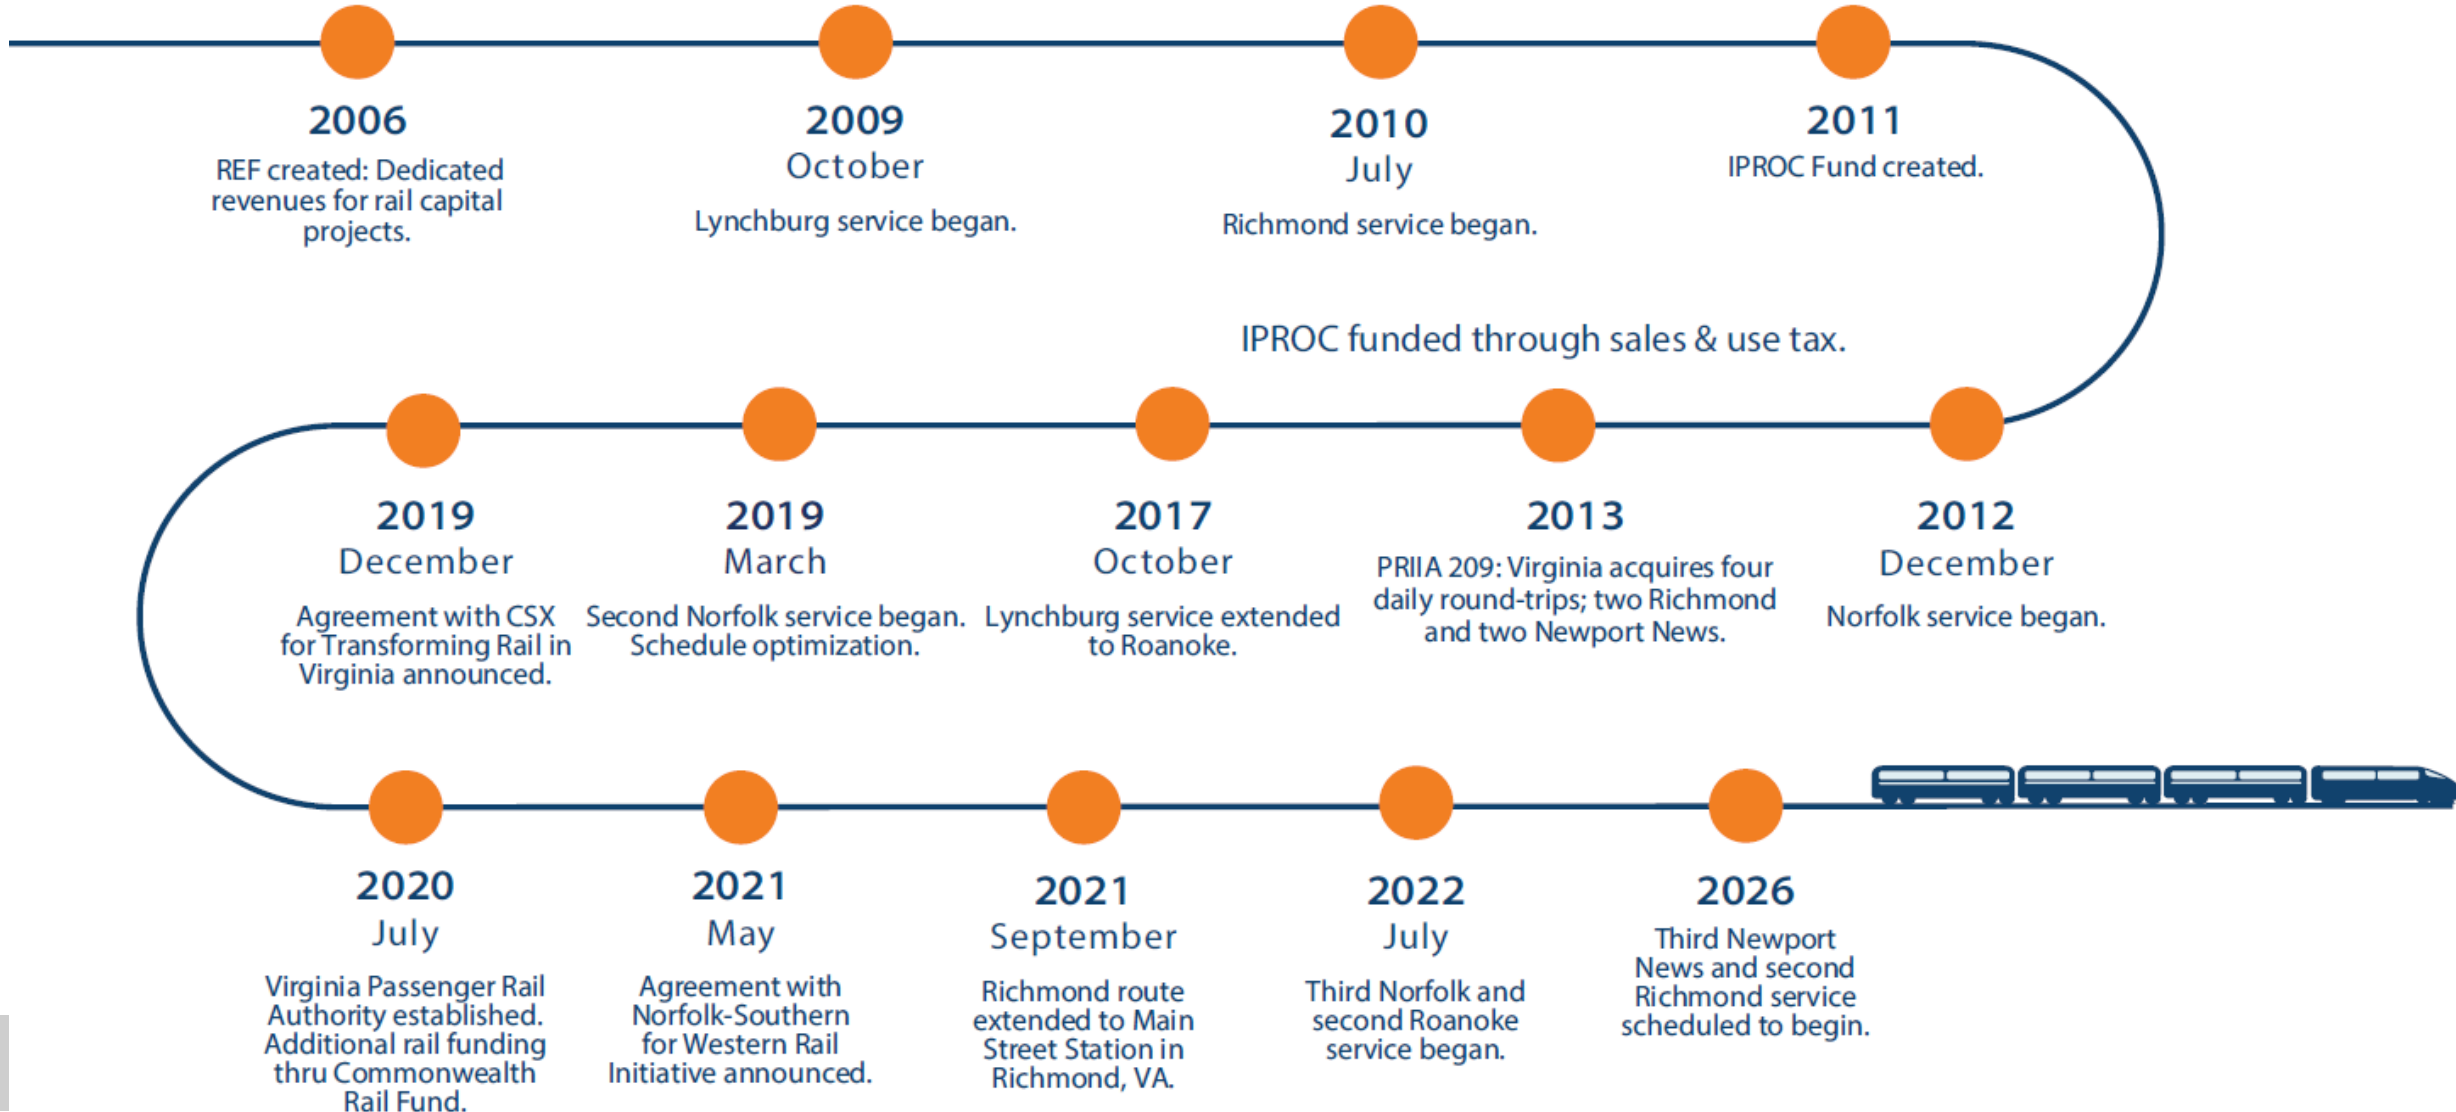 2006
REF created: Dedicated
revenues for rail capital
projects.
2009
October
Lynchburg service began.
2010
July
Richmond service began.
2011
IPROC Fund created.
IPROC funded through sales & use tax.
2019
December
Agreement with CSX
for Transforming Rail in
Virginia announced.
2019
March
Second Norfolk service began.
Schedule optimization.
2017
October
Lynchburg service extended
to Roanoke.
2013
PRIIA 209: Virginia acquires four
daily round-trips; two Richmond
and two Newport News.
2012
December
Norfolk service began.
2020
July
Virginia Passenger Rail
Authority established.
Additional rail funding
thru Commonwealth
Rail Fund.
2021
May
Agreement with
Norfolk-Southern
for Western Rail
Initiative announced.
2021
September
Richmond route
extended to Main
Street Station in
Richmond, VA.
2022
July
Third Norfolk and
second Roanoke
service began.
2026
Third Newport
News and second
Richmond service
scheduled to begin.